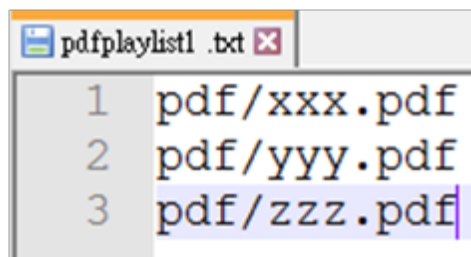 pdfplaylist1 .txt
1 pdf/xxx.pdf
2 pdf/yyy.pdf
3 pdf/zzz.pdf